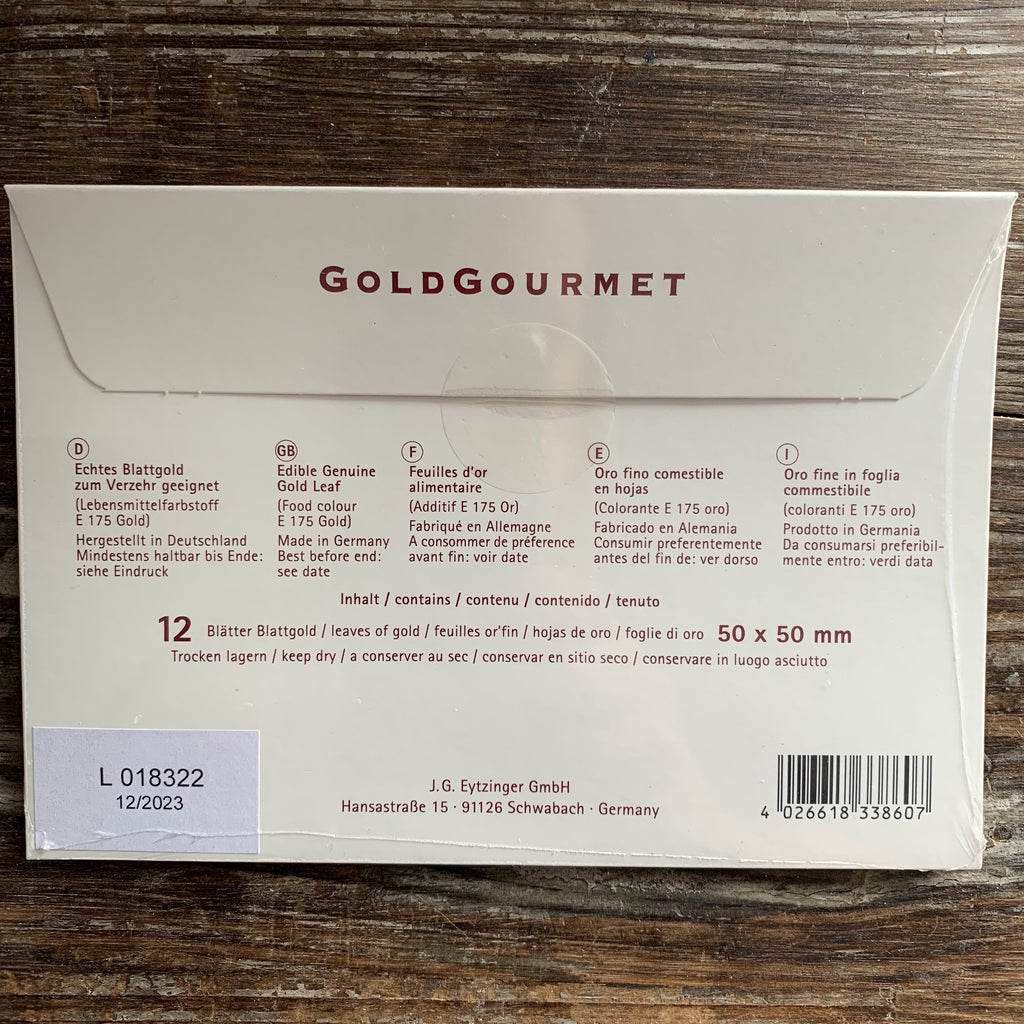 GOLDGOURMET
D
Echtes Blattgold
zum Verzehr geeignet
(Lebensmittelfarbstoff
E 175 Gold)
Hergestellt in Deutschland
Mindestens haltbar bis Ende:
siehe Eindruck
GB
Edible Genuine
Gold Leaf
(Food colour
E 175 Gold)
Made in Germany
Best before end:
see date
F
Feuilles d'or
alimentaire
(Additif E 175 Or)
Fabriqué en Allemagne
A consommer de préference
avant fin: voir date
E
Oro fino comestible
en hojas
(Colorante E 175 oro)
Fabricado en Alemania
Consumir preferentemente
antes del fin de: ver dorso
I
Oro fine in foglia
commestibile
(coloranti E 175 oro)
Prodotto in Germania
Da consumarsi preferibil-
mente entro: verdi data
Inhalt / contains / contenu / contenido / tenuto
12 Blätter Blattgold / leaves of gold / feuilles or'fin / hojas de oro / foglie di oro 50 x 50 mm
Trocken lagern / keep dry / a conserver au sec / conservar en sitio seco / conservare in luogo asciutto
L 018322
12/2023
J.G. Eytzinger GmbH
Hansastraße 15 · 91126 Schwabach · Germany
4 026618 338607